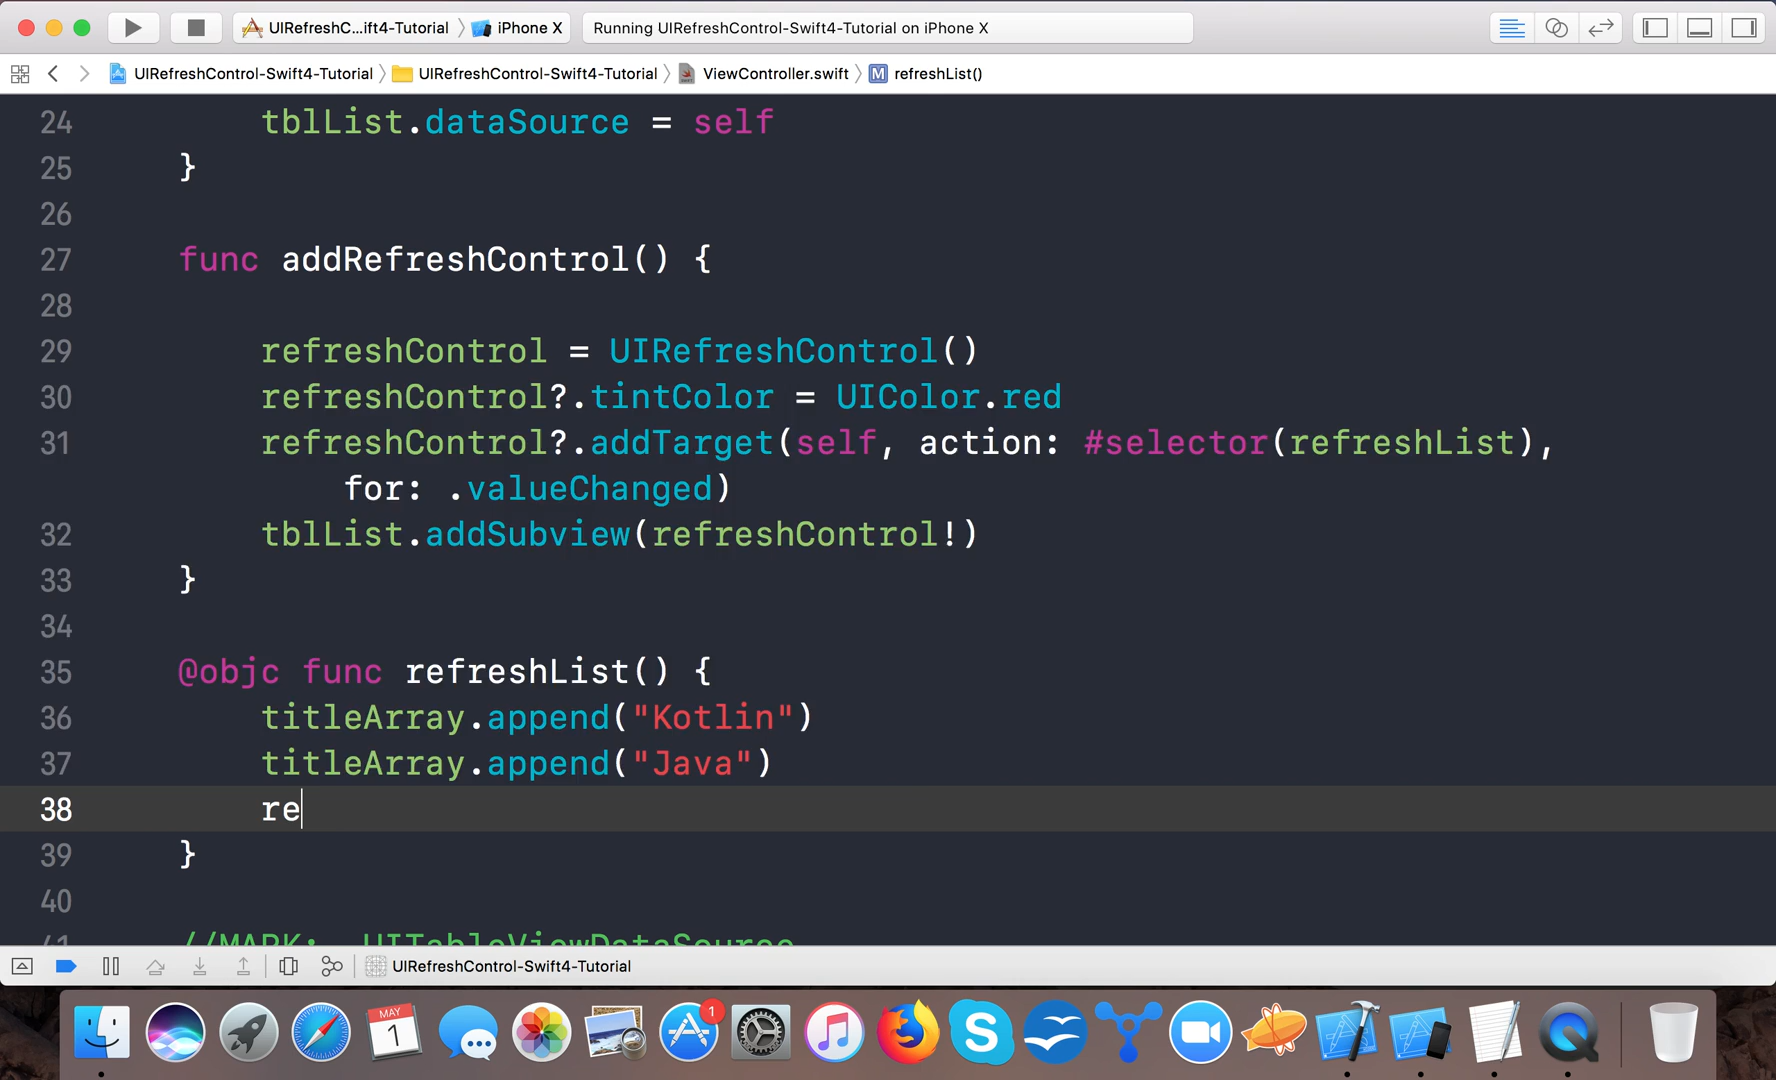 UIRefreshC...ift4-Tutorial
iPhone X
Running UIRefreshControl-Swift4-Tutorial on iPhone X
UIRefreshControl-Swift4-Tutorial
UIRefreshControl-Swift4-Tutorial
ViewController.swift
M
refreshList()
24 tblList.dataSource = self
25 }
26
27 func addRefreshControl() {
28
29 refreshControl = UIRefreshControl()
30 refreshControl?.tintColor = UIColor.red
31 refreshControl?.addTarget(self, action: #selector(refreshList),
for: .valueChanged)
32 tblList.addSubview(refreshControl!)
33 }
34
35 @objc func refreshList() {
36 titleArray.append("Kotlin")
37 titleArray.append("Java")
38 re
39 }
40
41 //MARK: UITableViewDataSource
UIRefreshControl-Swift4-Tutorial
MAY
1
1
S